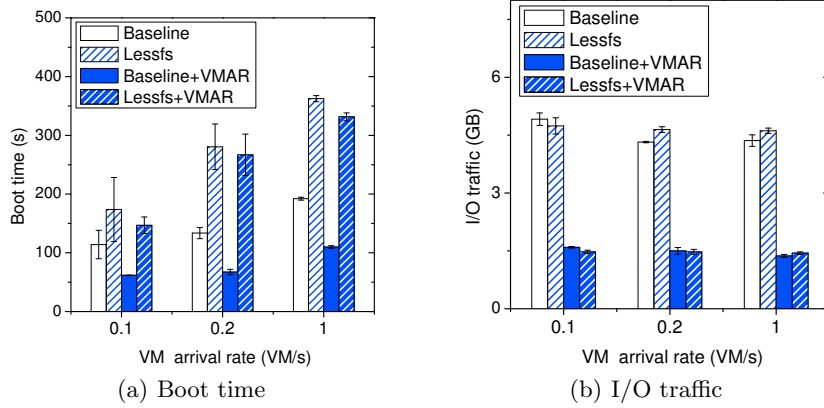 500
400
300
200
100
0
Boot time (s)
Baseline
Lessfs
Baseline+VMAR
Lessfs+VMAR
0.1 0.2 1
VM arrival rate (VM/s)
(a) Boot time
6
3
0
I/O traffic (GB)
Baseline
Lessfs
Baseline+VMAR
Lessfs+VMAR
0.1 0.2 1
VM arrival rate (VM/s)
(b) I/O traffic